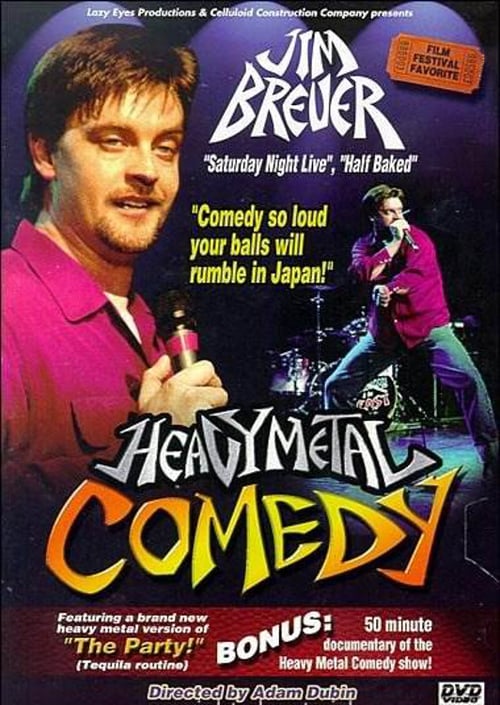 Lazy Eyes Productions & Celluloid Construction Company presents
JIM
BREUER
FILM
FESTIVAL
FAVORITE
"Saturday Night Live", "Half Baked"
"Comedy so loud
your balls will
rumble in Japan!"
HEAVY METAL
COMEDY
Featuring a brand new
heavy metal version of
"The Party!"
(Tequila routine)
BONUS:
50 minute
documentary of the
Heavy Metal Comedy show!
Directed by Adam Dubin
DVD
VIDEO